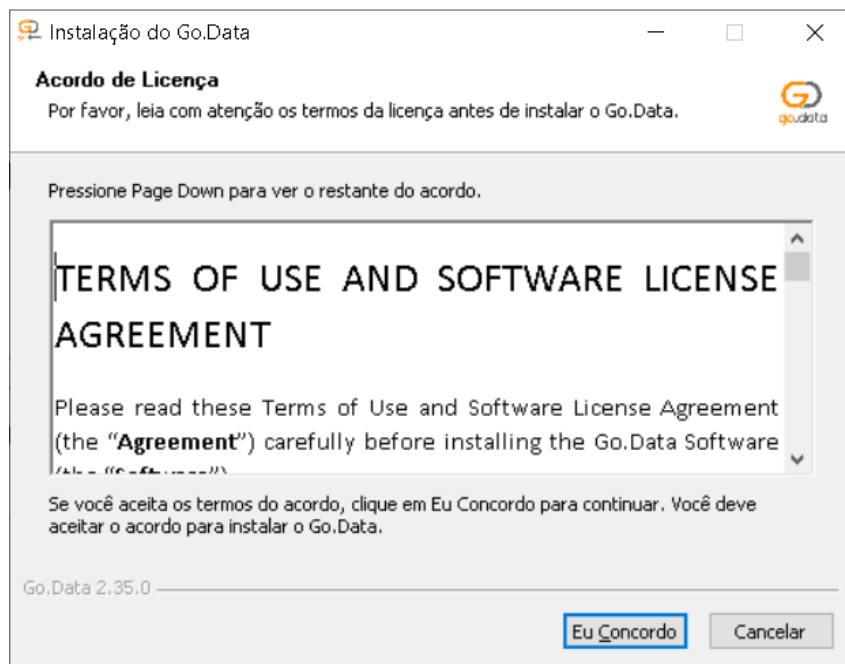 Instalação do Go.Data
Acordo de Licença
Por favor, leia com atenção os termos da licença antes de instalar o Go.Data.
go.data
Pressione Page Down para ver o restante do acordo.
TERMS OF USE AND SOFTWARE LICENSE
AGREEMENT
Please read these Terms of Use and Software License Agreement
(the “Agreement”) carefully before installing the Go.Data Software
(the “Software”)
Se você aceita os termos do acordo, clique em Eu Concordo para continuar. Você deve
aceitar o acordo para instalar o Go.Data.
Go.Data 2.35.0
Eu Concordo
Cancelar